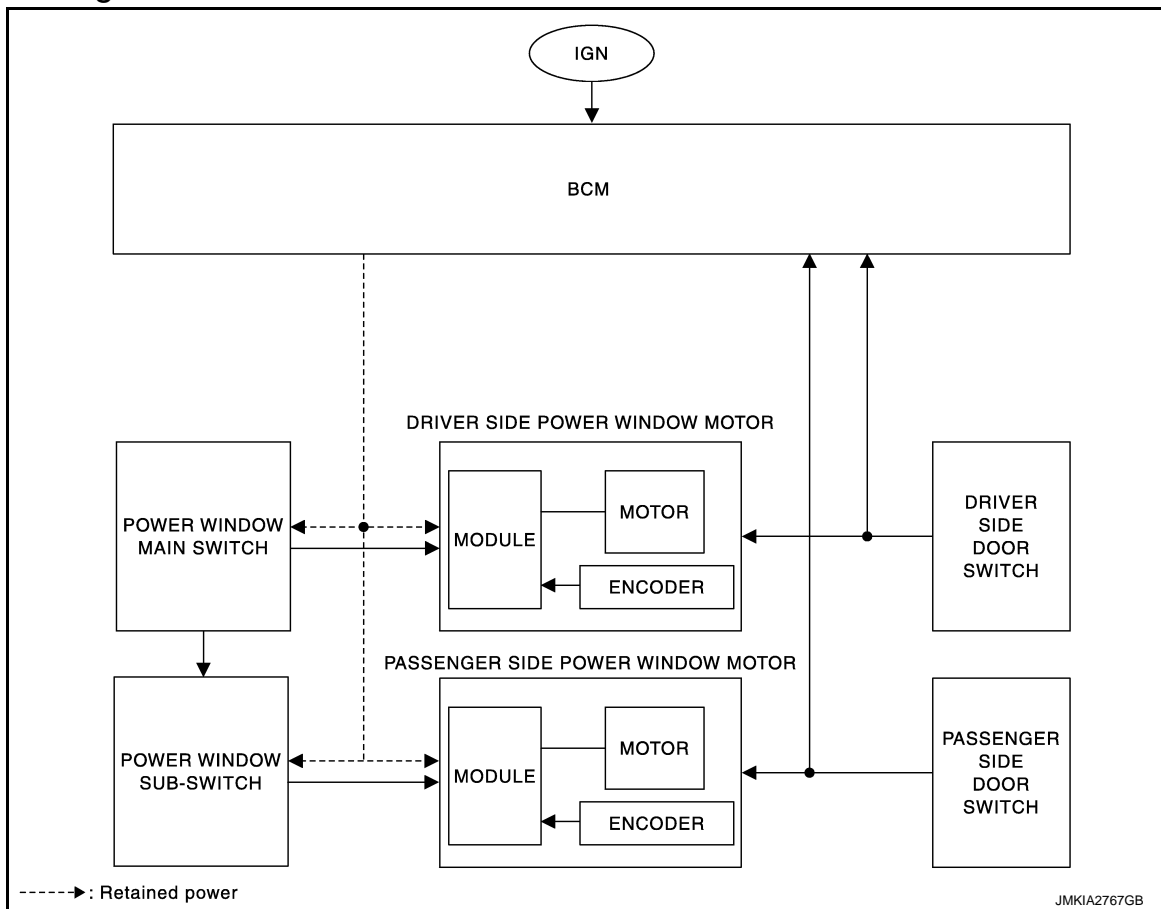 IGN
BCM
DRIVER SIDE POWER WINDOW MOTOR
POWER WINDOW
MAIN SWITCH
MODULE
MOTOR
ENCODER
DRIVER
SIDE
DOOR
SWITCH
PASSENGER SIDE POWER WINDOW MOTOR
POWER WINDOW
SUB-SWITCH
MODULE
MOTOR
ENCODER
PASSENGER
SIDE
DOOR
SWITCH
: Retained power
JMKIA2767GB